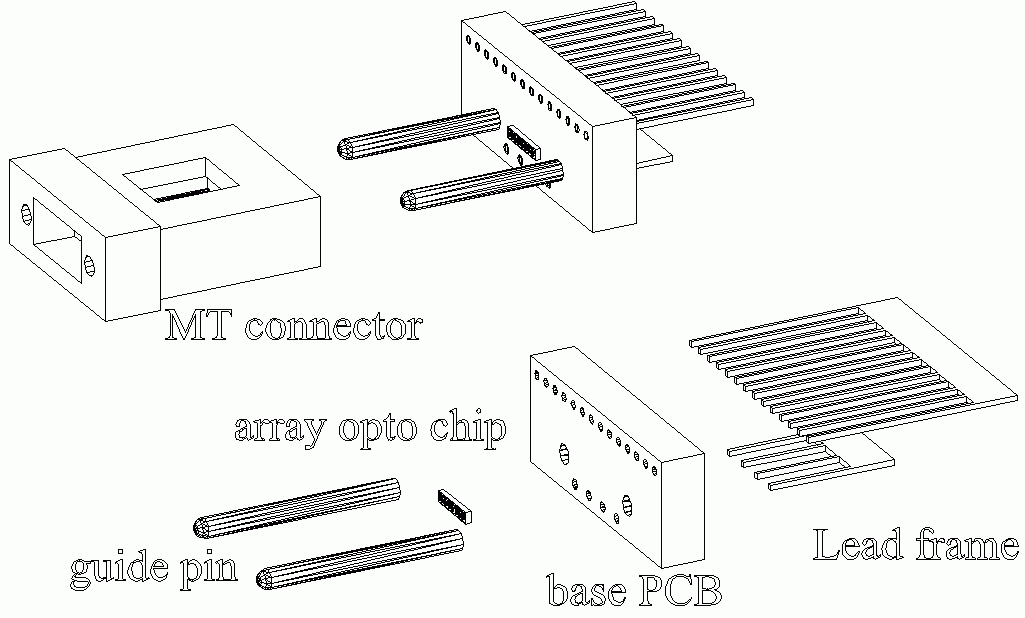 MT connector
array opto chip
guide pin
base PCB
Lead frame